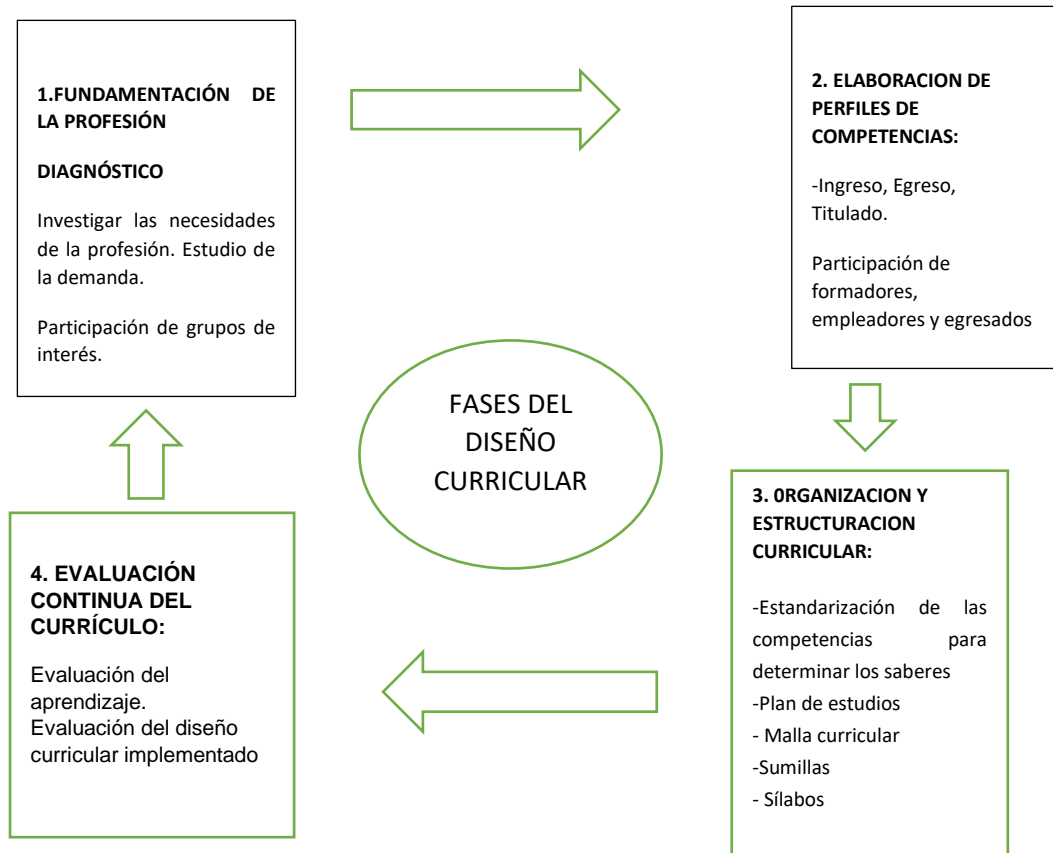 1.FUNDAMENTACIÓN DE
LA PROFESIÓN
DIAGNÓSTICO
Investigar las necesidades
de la profesión. Estudio de
la demanda.
Participación de grupos de
interés.
2. ELABORACION DE
PERFILES DE
COMPETENCIAS:
-Ingreso, Egreso,
Titulado.
Participación de
formadores,
empleadores y egresados
FASES DEL
DISEÑO
CURRICULAR
3. 0RGANIZACION Y
ESTRUCTURACION
CURRICULAR:
-Estandarización de las
competencias para
determinar los saberes
-Plan de estudios
- Malla curricular
-Sumillas
- Sílabos
4. EVALUACIÓN
CONTINUA DEL
CURRÍCULO:
Evaluación del
aprendizaje.
Evaluación del diseño
curricular implementado